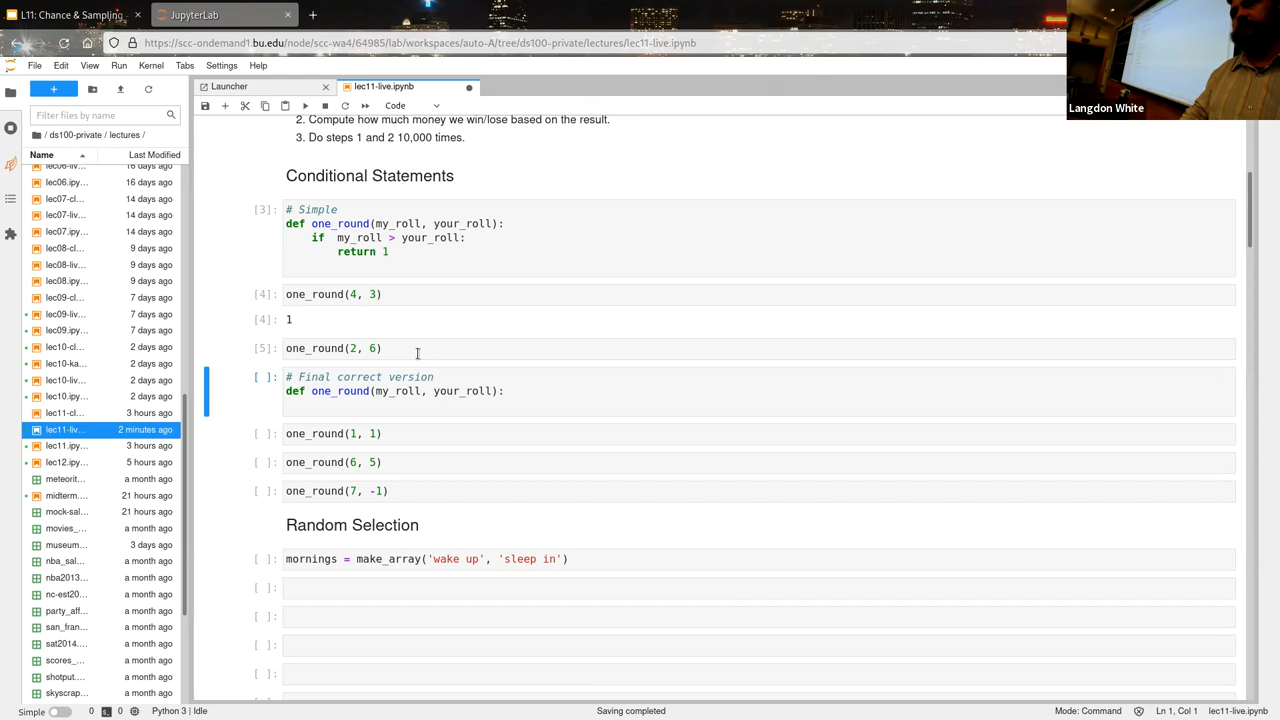 L11: Chance & Sampling
JupyterLab
https://scc-ondemand1.bu.edu/node/scc-wa4/64985/lab/workspaces/auto-A/tree/ds100-private/lectures/lec11-live.ipynb
Langdon White
File Edit View Run Kernel Tabs Settings Help
Launcher
lec11-live.ipynb
Code
Filter files by name
/ ds100-private / lectures /
Name Last Modified
lec06-liv... 16 days ago
lec06.ipy... 16 days ago
lec07-cl... 14 days ago
lec07-liv... 14 days ago
lec07.ipy... 14 days ago
lec08-cl... 9 days ago
lec08-liv... 9 days ago
lec08.ipy... 9 days ago
lec09-cl... 7 days ago
lec09-liv... 7 days ago
lec09.ipy... 7 days ago
lec10-cl... 2 days ago
lec10-ka... 2 days ago
lec10-liv... 2 days ago
lec10.ipy... 2 days ago
lec11-cl... 3 hours ago
lec11-liv... 2 minutes ago
lec11.ipy... 3 hours ago
lec12.ipy... 5 hours ago
meteorit... a month ago
midterm.... 21 hours ago
mock-sal... 21 hours ago
movies_... a month ago
museum... 3 days ago
nba_sal... a month ago
nba2013... a month ago
nc-est20... a month ago
party_aff... a month ago
san_fran... a month ago
sat2014.... a month ago
scores_... a month ago
shotput.... a month ago
skyscrap... a month ago
2. Compute how much money we win/lose based on the result.
3. Do steps 1 and 2 10,000 times.
Conditional Statements
[3]: # Simple
def one_round(my_roll, your_roll):
if my_roll > your_roll:
return 1
[4]: one_round(4, 3)
[4]: 1
[5]: one_round(2, 6)
[ ]: # Final correct version
def one_round(my_roll, your_roll):
[ ]: one_round(1, 1)
[ ]: one_round(6, 5)
[ ]: one_round(7, -1)
Random Selection
[ ]: mornings = make_array('wake up', 'sleep in')
[ ]:
[ ]:
[ ]:
[ ]:
Simple 0 0 Python 3 | Idle Saving completed Mode: Command Ln 1, Col 1 lec11-live.ipynb